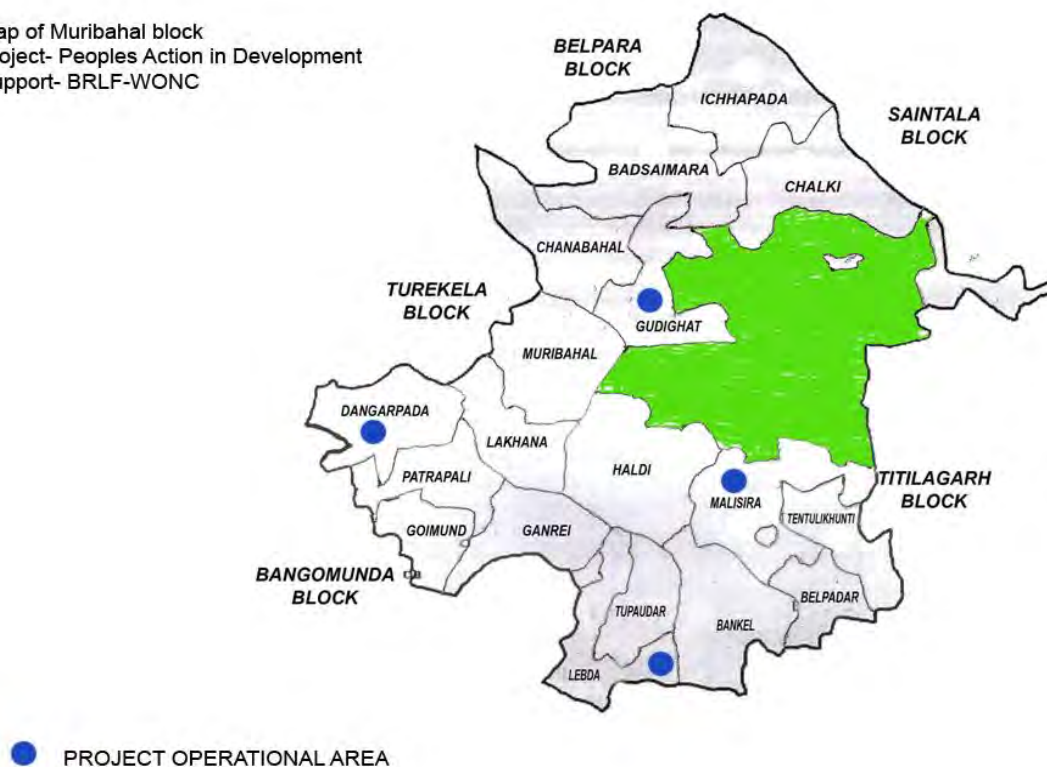 ap of Muribahal block
oject- Peoples Action in Development
upport- BRLF-WONC
BELPARA
BLOCK
ICHHAPADA
SAINTALA
BLOCK
BADSAIMARA
CHALKI
CHANABAHAL
TUREKELA
BLOCK
GUDIGHAT
MURIBAHAL
DANGARPADA
LAKHANA
HALDI
PATRAPALI
MALISIRA
TITILAGARH
BLOCK
TENTULIKHUNTI
GOIMUND
GANREI
BANGOMUNDA
BLOCK
BELPADAR
TUPAUDAR
BANKEL
LEBDA
PROJECT OPERATIONAL AREA